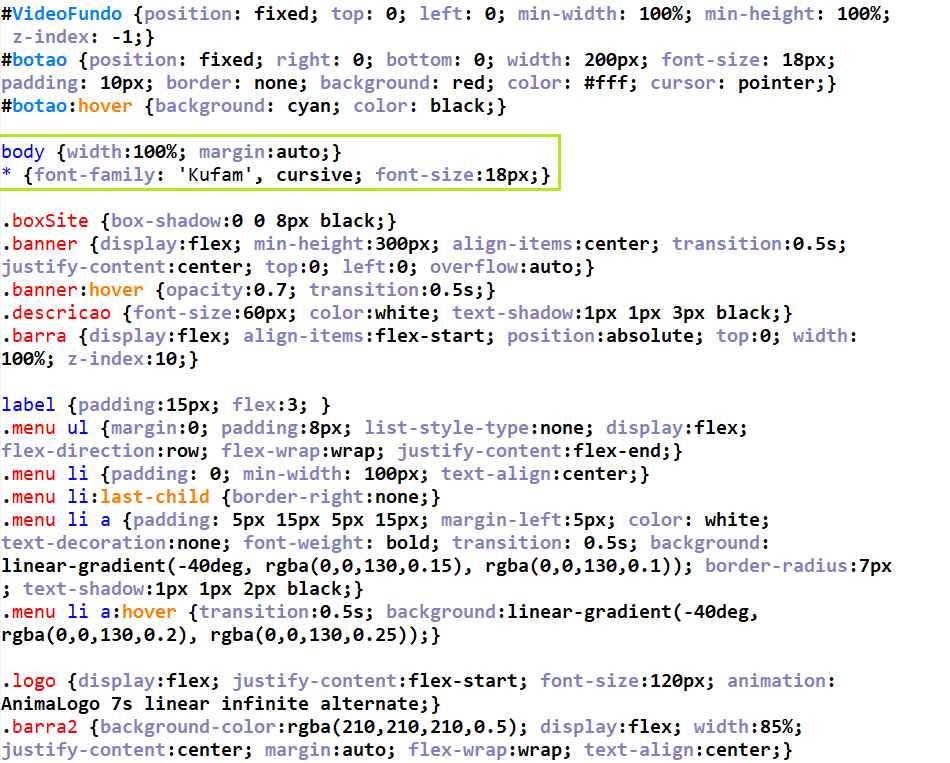 #VideoFundo {position: fixed; top: 0; left: 0; min-width: 100%; min-height: 100%;
z-index: -1;}
#botao {position: fixed; right: 0; bottom: 0; width: 200px; font-size: 18px;
padding: 10px; border: none; background: red; color: #fff; cursor: pointer;}
#botao:hover {background: cyan; color: black;}
body {width:100%; margin:auto;}
* {font-family: 'Kufam', cursive; font-size:18px;}
.boxSite {box-shadow:0 0 8px black;}
.banner {display:flex; min-height:300px; align-items:center; transition:0.5s;
justify-content:center; top:0; left:0; overflow:auto;}
.banner:hover {opacity:0.7; transition:0.5s;}
.descricao {font-size:60px; color:white; text-shadow:1px 1px 3px black;}
.barra {display:flex; align-items:flex-start; position:absolute; top:0; width:
100%; z-index:10;}
label {padding:15px; flex:3; }
.menu ul {margin:0; padding:8px; list-style-type:none; display:flex;
flex-direction:row; flex-wrap:wrap; justify-content:flex-end;}
.menu li {padding: 0; min-width: 100px; text-align:center;}
.menu li:last-child {border-right:none;}
.menu li a {padding: 5px 15px 5px 15px; margin-left:5px; color: white;
text-decoration:none; font-weight: bold; transition: 0.5s; background:
linear-gradient(-40deg, rgba(0,0,130,0.15), rgba(0,0,130,0.1)); border-radius:7px
; text-shadow:1px 1px 2px black;}
.menu li a:hover {transition:0.5s; background:linear-gradient(-40deg,
rgba(0,0,130,0.2), rgba(0,0,130,0.25));}
.logo {display:flex; justify-content:flex-start; font-size:120px; animation:
AnimaLogo 7s linear infinite alternate;}
.barra2 {background-color:rgba(210,210,210,0.5); display:flex; width:85%;
justify-content:center; margin:auto; flex-wrap:wrap; text-align:center;}